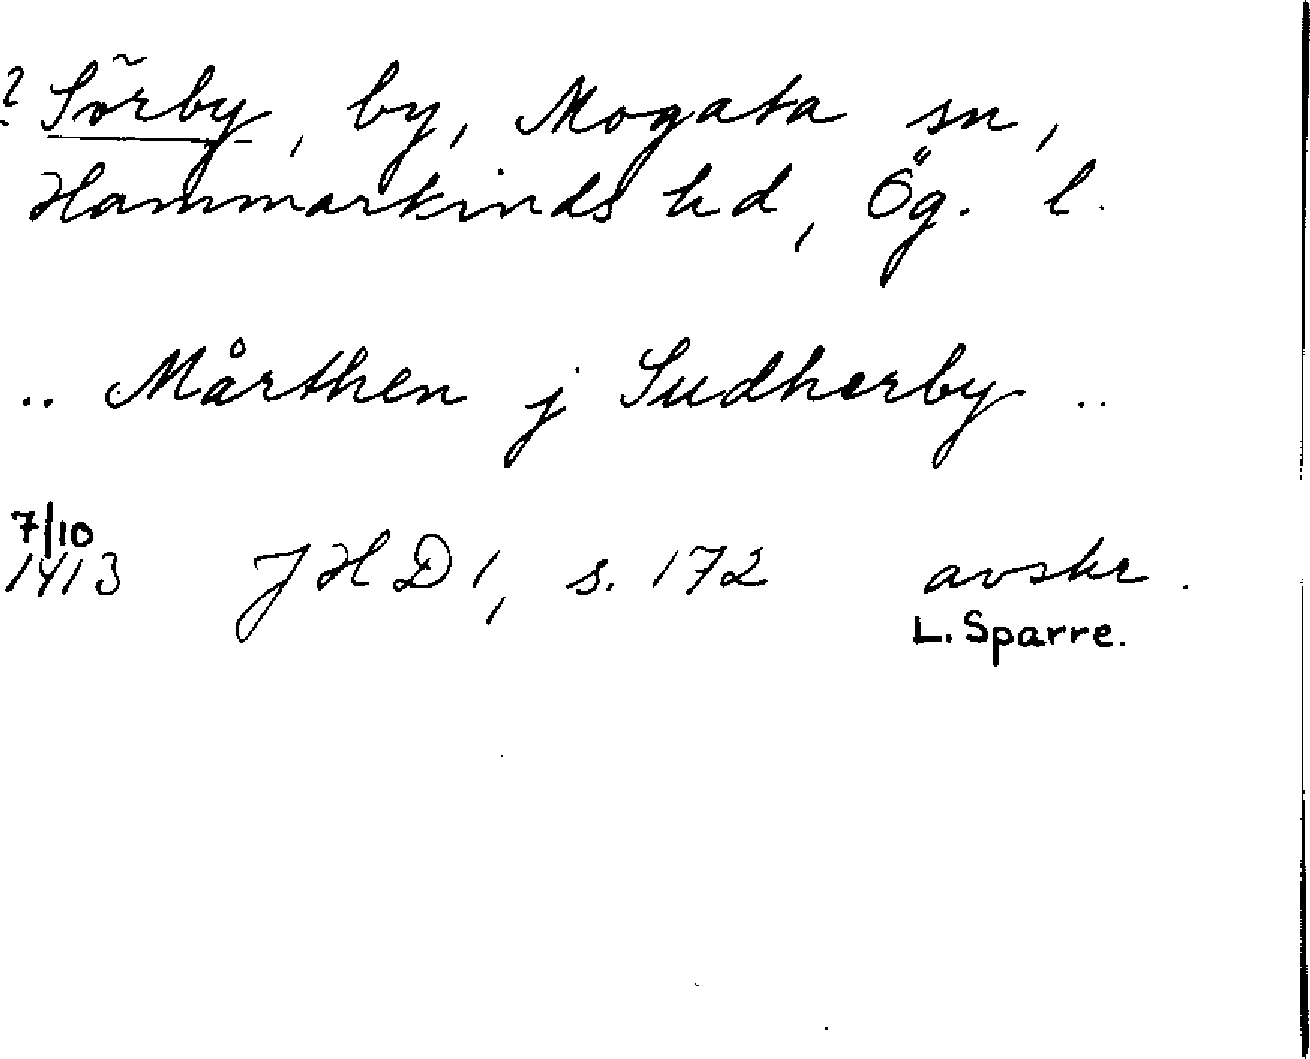 ? Sörby, by, Mogata sn,
Hammarkinds hd, Ög. l.
.. Mårthen j Sudherby ..
7/10
1413 JHD 1, s. 172 avskr.
L. Sparre.